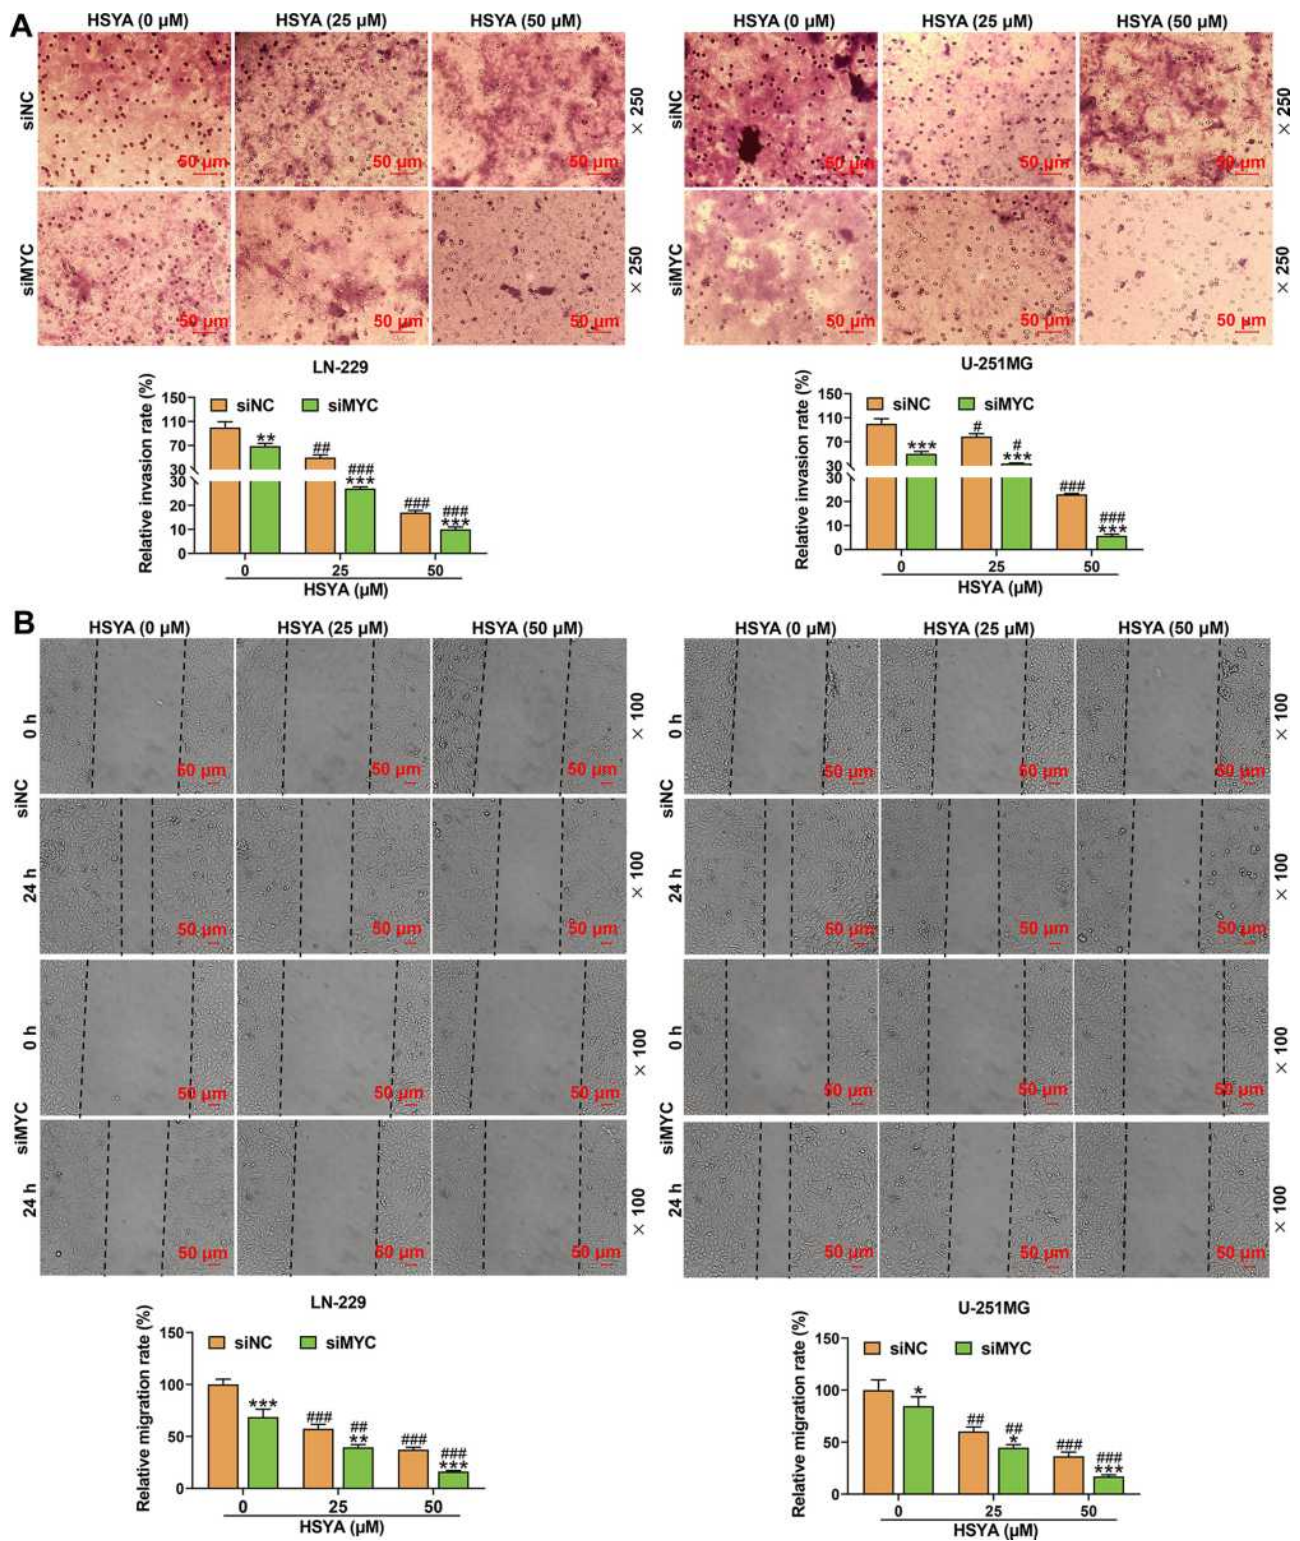 A
HSYA (0 µM) HSYA (25 µM) HSYA (50 µM) HSYA (0 µM) HSYA (25 µM) HSYA (50 µM)
siNC 50 µm 50 µm 50 µm × 250 siNC 50 µm 50 µm 50 µm × 250
siMYC 50 µm 50 µm 50 µm × 250 siMYC 50 µm 50 µm 50 µm × 250
LN-229
Relative invasion rate (%)
siNC siMYC
150
110
70
30
30
20
10
0
** ## ### *** ### ### ***
0 25 50
HSYA (µM)
U-251MG
Relative invasion rate (%)
siNC siMYC
150
110
70
30
30
20
10
0
*** # # *** ### ### ***
0 25 50
HSYA (µM)
B
HSYA (0 µM) HSYA (25 µM) HSYA (50 µM) HSYA (0 µM) HSYA (25 µM) HSYA (50 µM)
siNC
0 h 50 µm 50 µm 50 µm × 100
24 h 50 µm 50 µm 50 µm × 100
siMYC
0 h 50 µm 50 µm 50 µm × 100
24 h 50 µm 50 µm 50 µm × 100
siNC
0 h 50 µm 50 µm 50 µm × 100
24 h 50 µm 50 µm 50 µm × 100
siMYC
0 h 50 µm 50 µm 50 µm × 100
24 h 50 µm 50 µm 50 µm × 100
LN-229
Relative migration rate (%)
siNC siMYC
150
100
50
0
*** ### ## ** ### ### ***
0 25 50
HSYA (µM)
U-251MG
Relative migration rate (%)
siNC siMYC
150
100
50
0
* ## ## * ### ### ***
0 25 50
HSYA (µM)